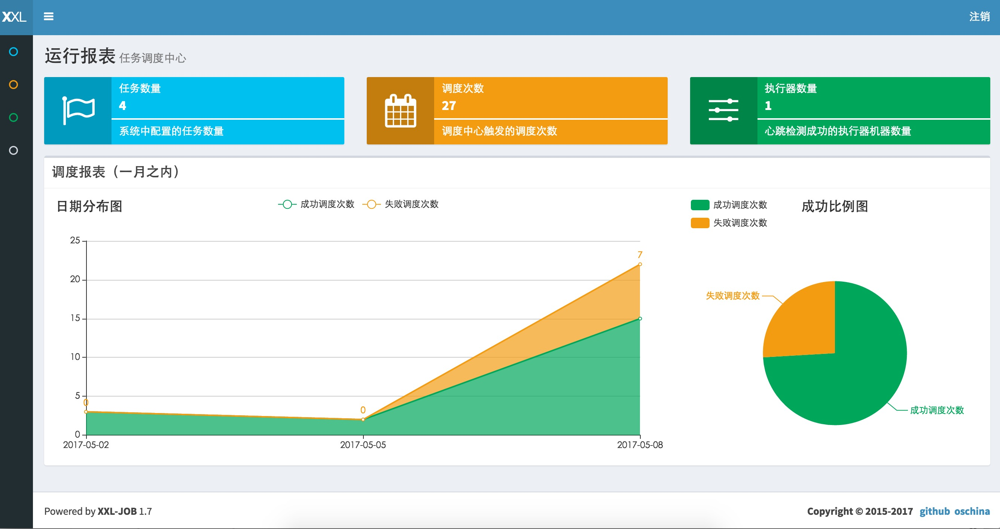 XXL
注销
运行报表 任务调度中心
任务数量
4
系统中配置的任务数量
调度次数
27
调度中心触发的调度次数
执行器数量
1
心跳检测成功的执行器机器数量
调度报表（一月之内）
日期分布图
成功调度次数 失败调度次数
25
20
15
10
5
0
7
0
0
2017-05-02 2017-05-05 2017-05-08
成功调度次数
失败调度次数
成功比例图
失败调度次数
成功调度次数
Powered by XXL-JOB 1.7
Copyright © 2015-2017 github oschina